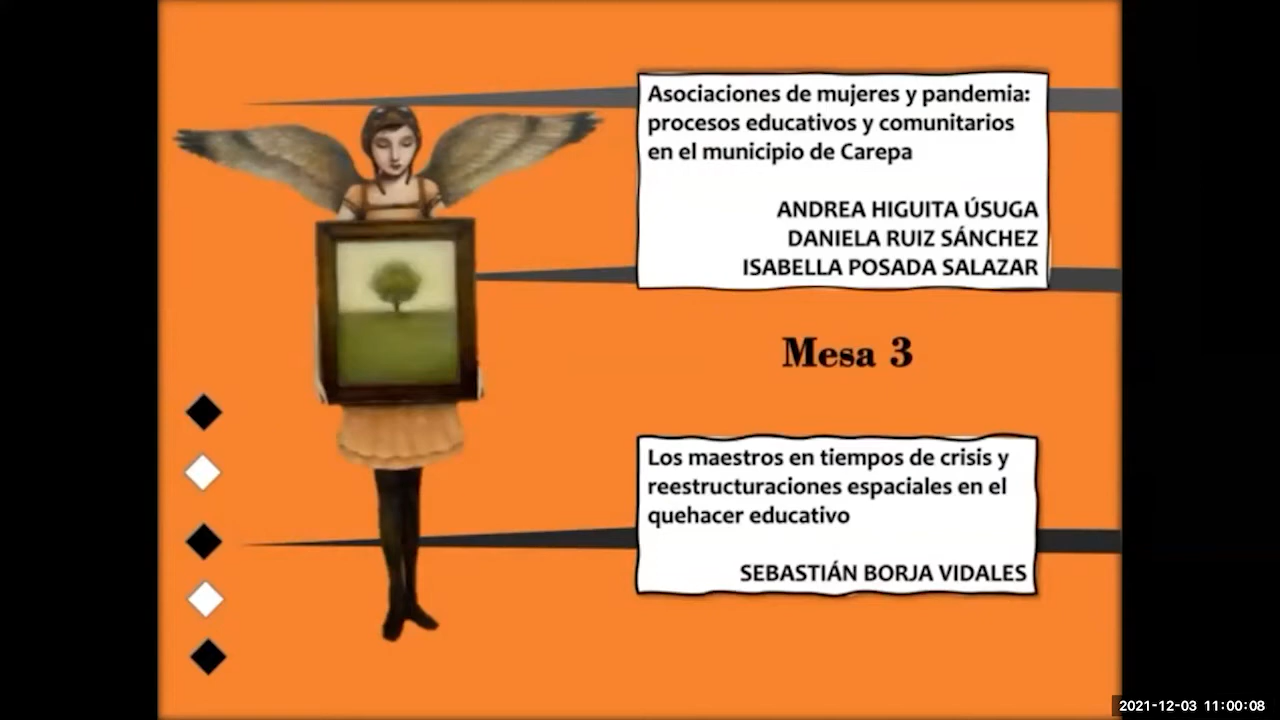 Asociaciones de mujeres y pandemia:
procesos educativos y comunitarios
en el municipio de Carepa
ANDREA HIGUITA ÚSUGA
DANIELA RUIZ SÁNCHEZ
ISABELLA POSADA SALAZAR
Mesa 3
Los maestros en tiempos de crisis y
reestructuraciones espaciales en el
quehacer educativo
SEBASTIÁN BORJA VIDALES
2021-12-03 11:00:08